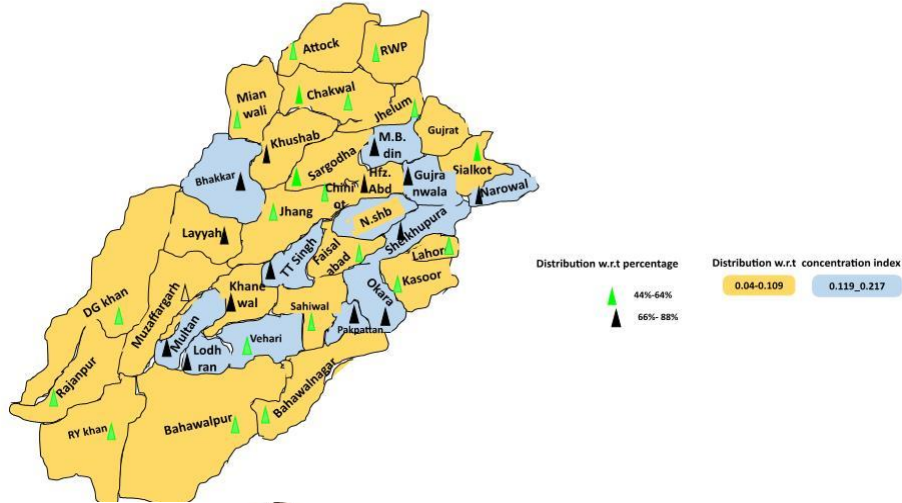 Attock
RWP
Mian
wali
Chakwal
Jhelum
Gujrat
Khushab
M.B.
din
Sargodha
Sialkot
Bhakkar
Hfz.
Abd
Gujra
nwala
Narowal
Chini
ot
Jhang
N.shb
Sheikhupura
Layyah
TT Singh
Faisal
abad
Lahor
Kasoor
Distribution w.r.t percentage
Distribution w.r.t concentration index
44%-64%
66%- 88%
0.04-0.109
0.119_0.217
DG khan
Muzaffargarh
Khane
wal
Sahiwal
Okara
Multan
Pakpattan
Vehari
Lodh
ran
Rajanpur
RY khan
Bahawalpur
Bahawalnagar